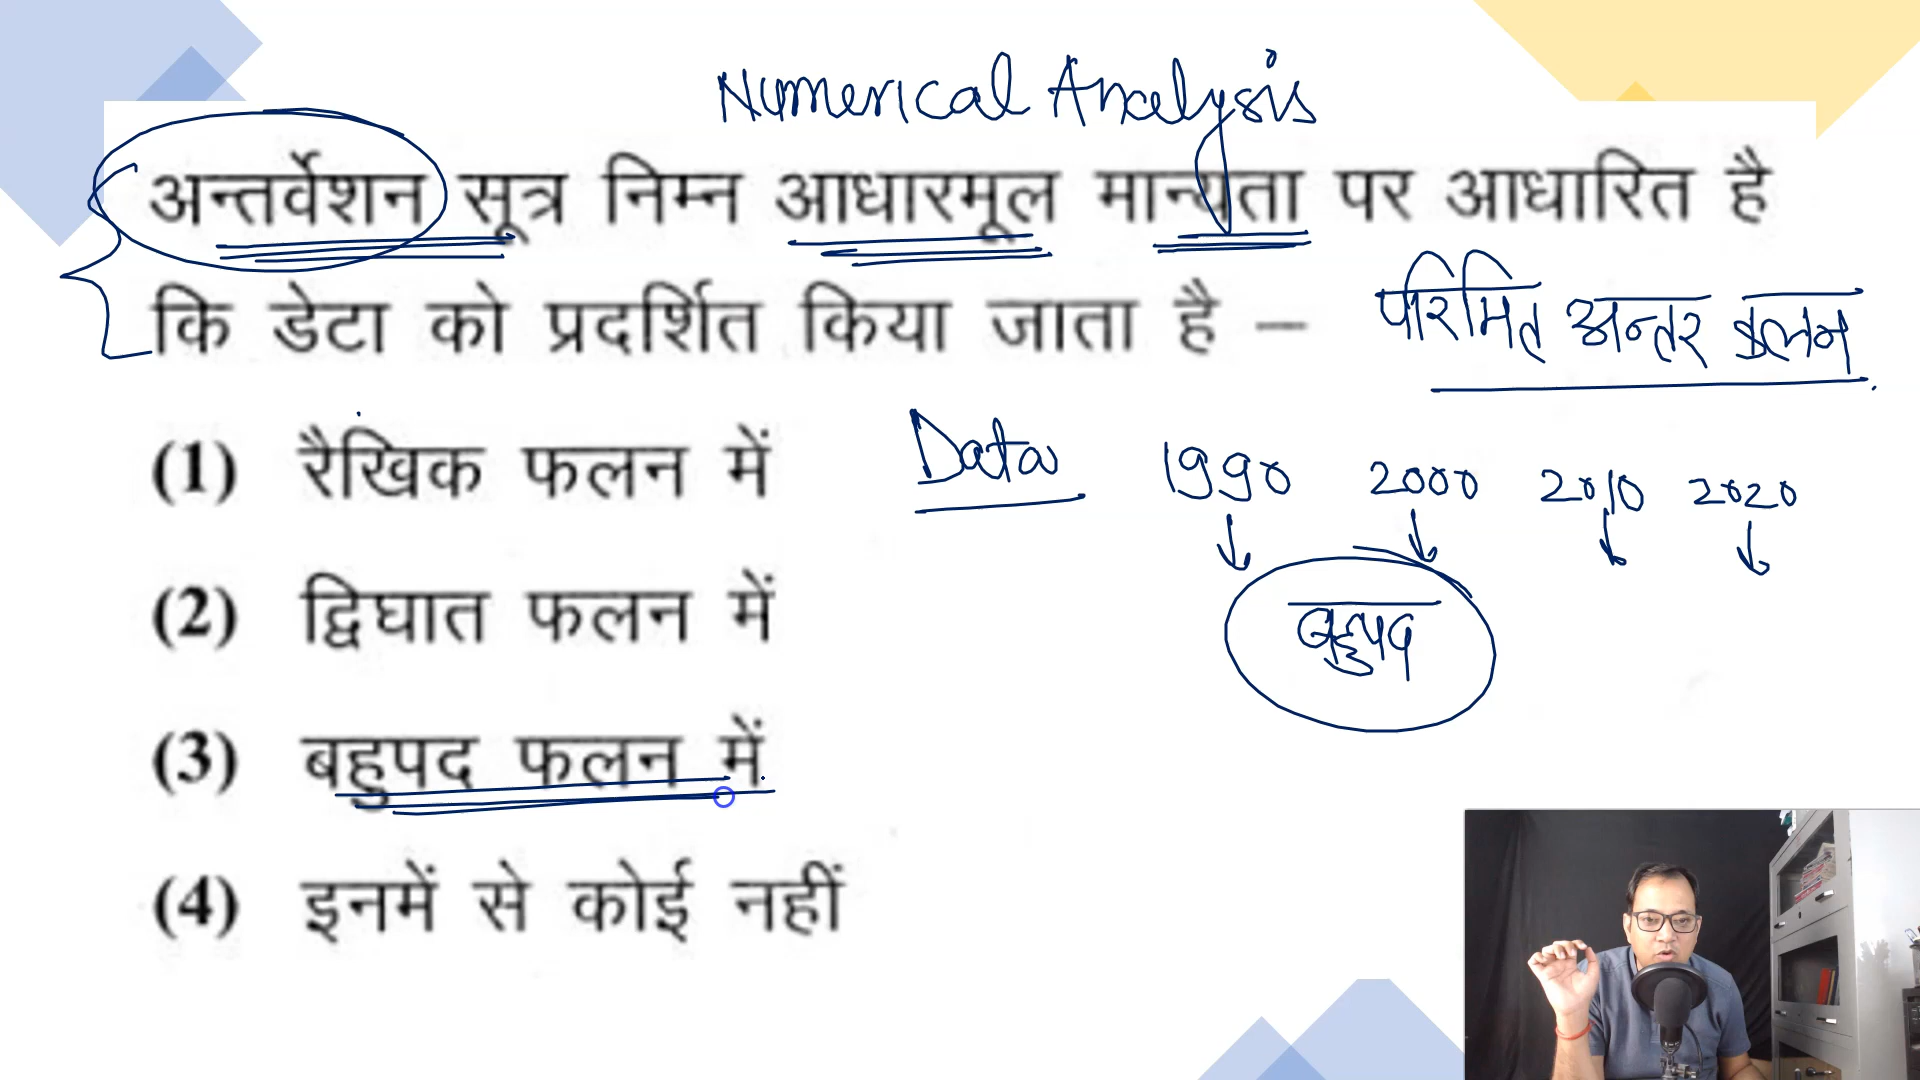 Numerical Analysis
अन्तर्वेशन सूत्र निम्न आधारमूल मान्यता पर आधारित है
कि डेटा को प्रदर्शित किया जाता है —
परिमित अन्तर कलन
(1) रैखिक फलन में
Data 1990 2000 2010 2020
(2) द्विघात फलन में
बहुपद
(3) बहुपद फलन में
(4) इनमें से कोई नहीं